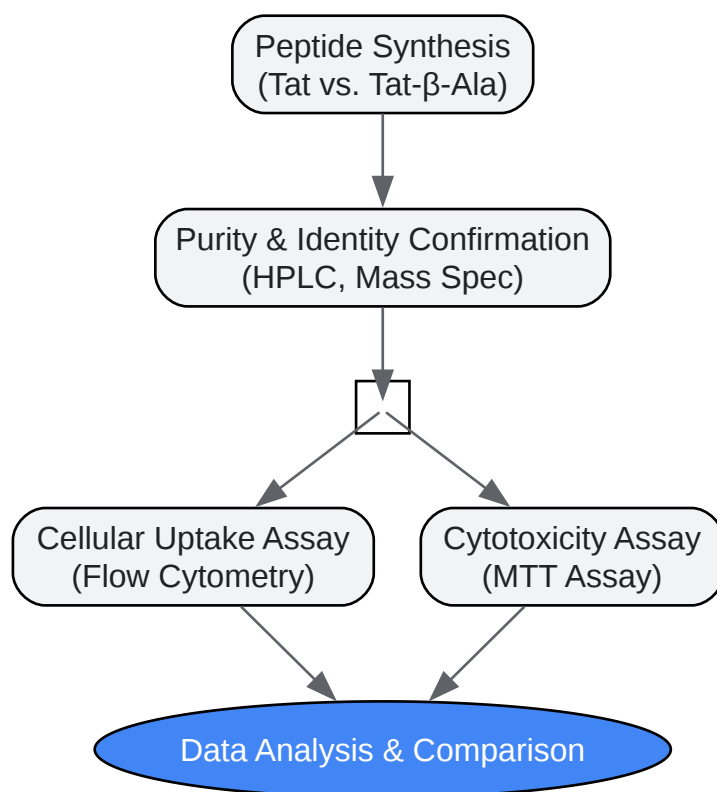 Peptide Synthesis
(Tat vs. Tat-β-Ala)
Purity & Identity Confirmation
(HPLC, Mass Spec)
Cellular Uptake Assay
(Flow Cytometry)
Cytotoxicity Assay
(MTT Assay)
Data Analysis & Comparison